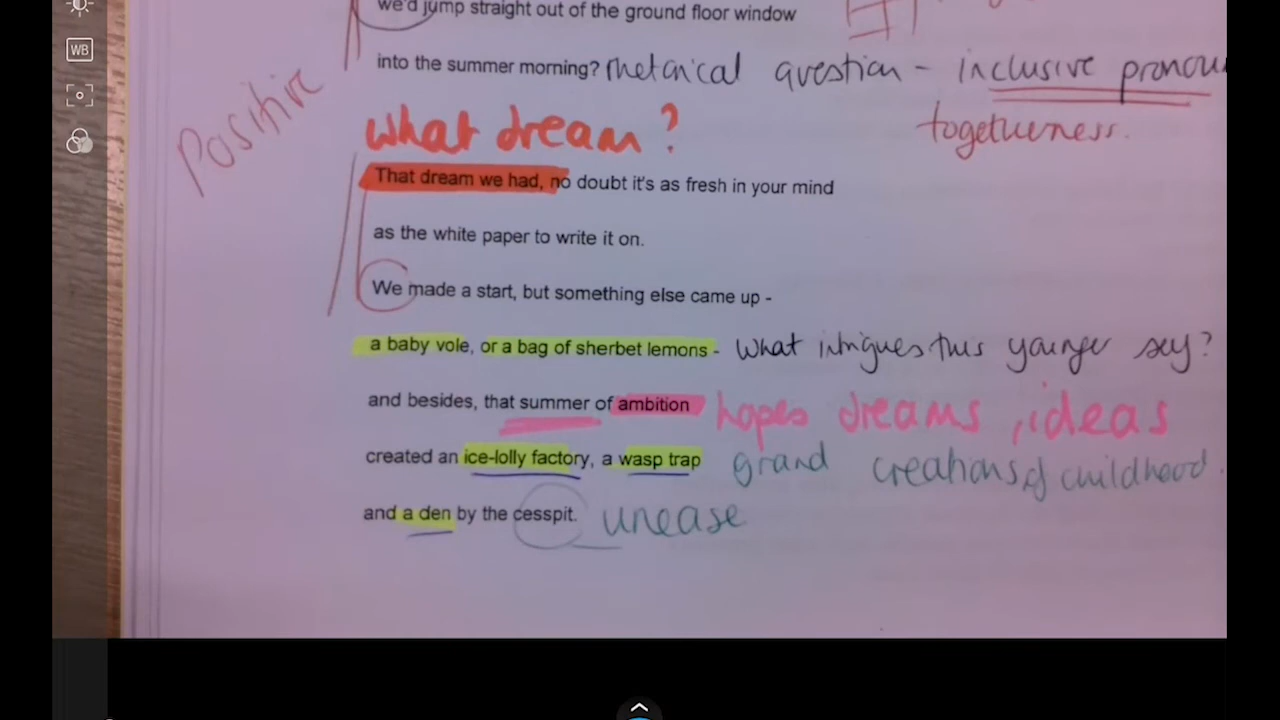 WB
we'd jump straight out of the ground floor window
into the summer morning? rhetorical question - inclusive pronou
togetherness.
Positive
what dream?
That dream we had, no doubt it's as fresh in your mind
as the white paper to write it on.
We made a start, but something else came up -
a baby vole, or a bag of sherbet lemons - What intrigues this younger
and besides, that summer of ambition hopes dreams, ideas
created an ice-lolly factory, a wasp trap grand creations of childhood.
and a den by the cesspit. unease